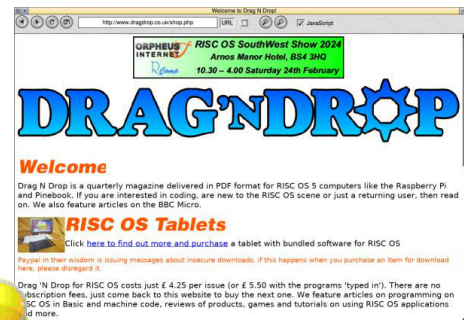 Welcome to Drag N Drop!
http://www.dragdrop.co.uk/shop.php URL JavaScript
ORPHEUS INTERNET RISC OS SouthWest Show 2024
Arnos Manor Hotel, BS4 3HQ
RComp 10.30 – 4.00 Saturday 24th February
DRAG'NDROP
Welcome
Drag N Drop is a quarterly magazine delivered in PDF format for RISC OS 5 computers like the Raspberry Pi
and Pinebook. If you are interested in coding, are new to the RISC OS scene or just a returning user, then read
on. We also feature articles on the BBC Micro.
RISC OS Tablets
Click here to find out more and purchase a tablet with bundled software for RISC OS
Paypal in their wisdom is issuing messages about insecure downloads, if this happens when you purchase an item for download
here, please disregard it.
Drag 'N Drop for RISC OS costs just £ 4.25 per issue (or £ 5.50 with the programs 'typed in'). There are no
subscription fees, just come back to this website to buy the next one. We feature articles on programming on
RISC OS in Basic and machine code, reviews of products, games and tutorials on using RISC OS applications
and more.